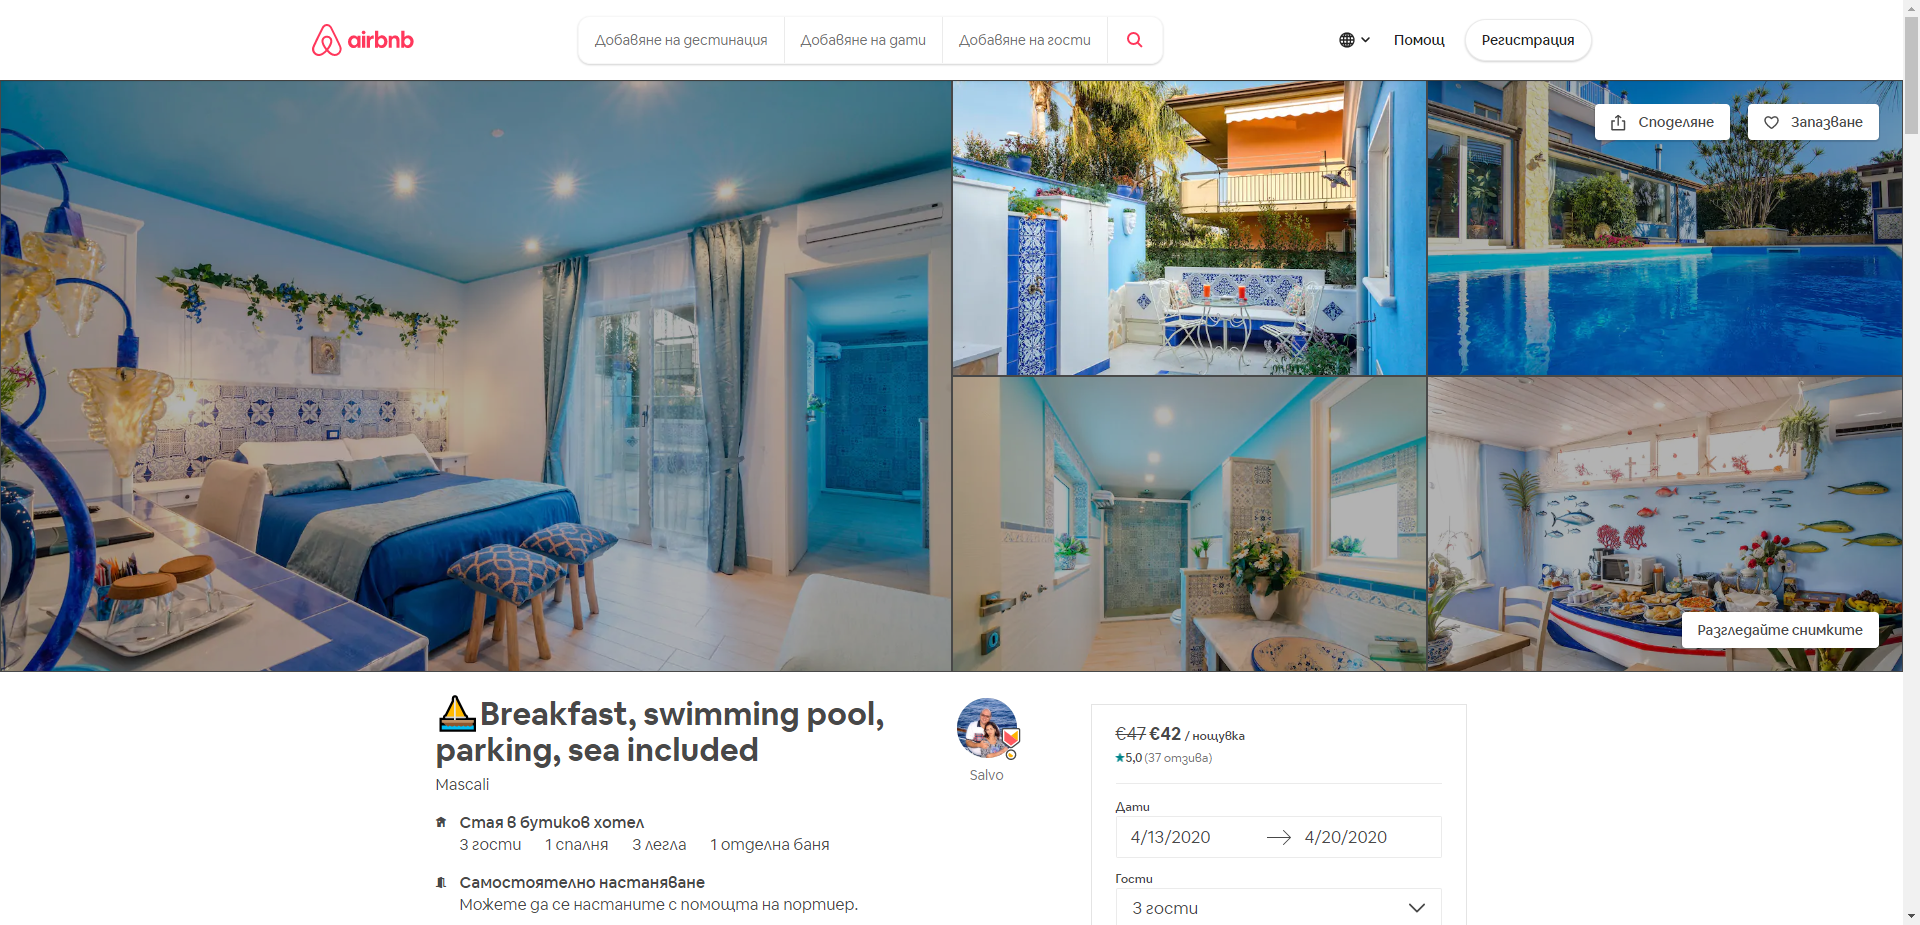 airbnb
Добавяне на дестинация
Добавяне на дати
Добавяне на гости
Помощ
Регистрация
Споделяне
Запазване
Разгледайте снимките
Breakfast, swimming pool,
parking, sea included
Mascali
Salvo
Стая в бутиков хотел
3 гости 1 спалня 3 легла 1 отделна баня
Самостоятелно настаняване
Можете да се настаните с помощта на портиер.
€47 €42 / нощувка
5,0 (37 отзива)
Дати
4/13/2020 4/20/2020
Гости
3 гости